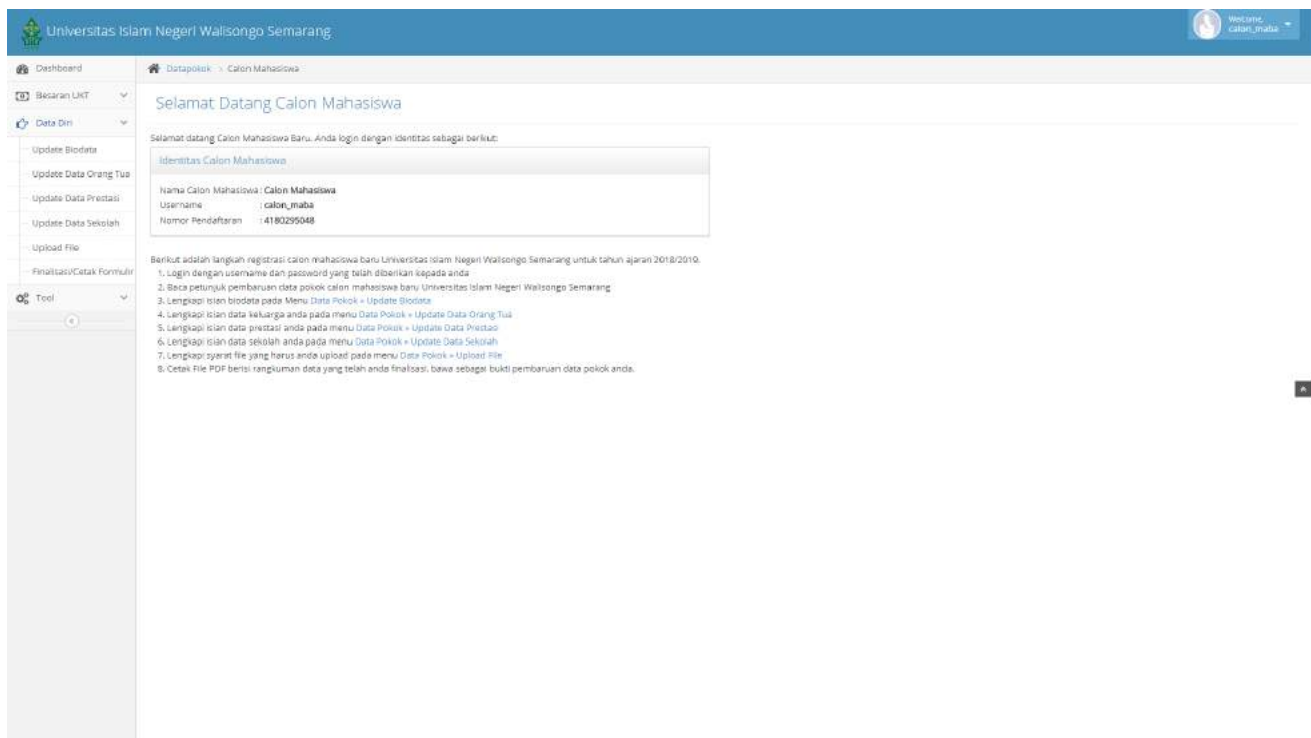 Universitas Islam Negeri Walisongo Semarang
Welcome,
calon_maba
Dashboard
Besaran UKT
Data Diri
Update Biodata
Update Data Orang Tua
Update Data Prestasi
Update Data Sekolah
Upload File
Finalisasi/Cetak Formulir
Tool
Datapokok > Calon Mahasiswa
Selamat Datang Calon Mahasiswa
Selamat datang Calon Mahasiswa Baru. Anda login dengan identitas sebagai berikut:
Identitas Calon Mahasiswa
Nama Calon Mahasiswa : Calon Mahasiswa
Username : calon_maba
Nomor Pendaftaran : 4180295048
Berikut adalah langkah registrasi calon mahasiswa baru Universitas Islam Negeri Walisongo Semarang untuk tahun ajaran 2018/2019.
1. Login dengan username dan password yang telah diberikan kepada anda
2. Baca petunjuk pembaruan data pokok calon mahasiswa baru Universitas Islam Negeri Walisongo Semarang
3. Lengkapi isian biodata pada Menu Data Pokok » Update Biodata
4. Lengkapi isian data keluarga anda pada menu Data Pokok » Update Data Orang Tua
5. Lengkapi isian data prestasi anda pada menu Data Pokok » Update Data Prestasi
6. Lengkapi isian data sekolah anda pada menu Data Pokok » Update Data Sekolah
7. Lengkapi syarat file yang harus anda upload pada menu Data Pokok » Upload File
8. Cetak File PDF berisi rangkuman data yang telah anda finalisasi, bawa sebagai bukti pembaruan data pokok anda.